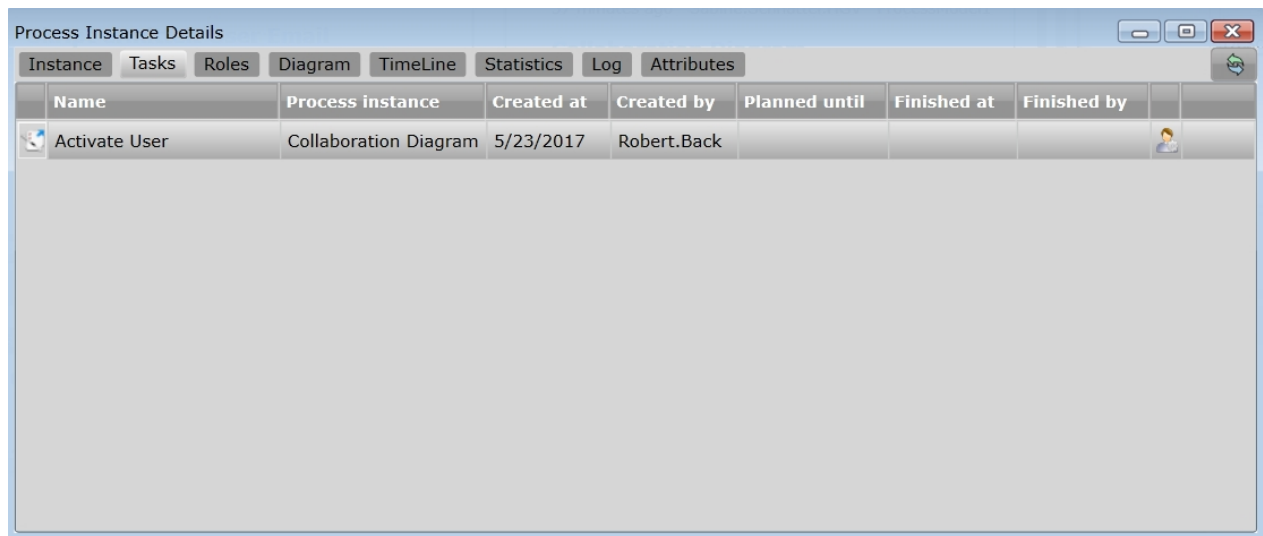 Process Instance Details
Instance Tasks Roles Diagram TimeLine Statistics Log Attributes
Name Process instance Created at Created by Planned until Finished at Finished by
Activate User Collaboration Diagram 5/23/2017 Robert.Back